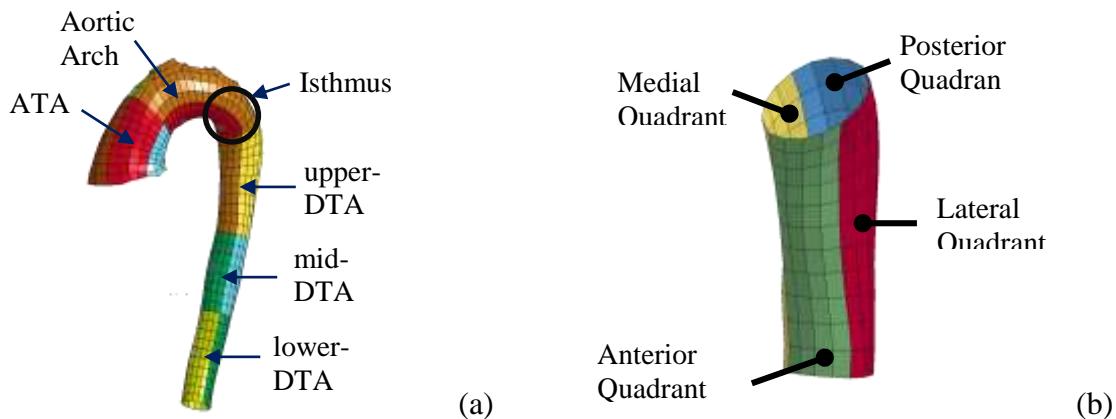 Aortic
Arch
ATA
Isthmus
upper-
DTA
mid-
DTA
lower-
DTA
(a)
Posterior
Quadran
Medial
Quadrant
Lateral
Quadrant
Anterior
Quadrant
(b)